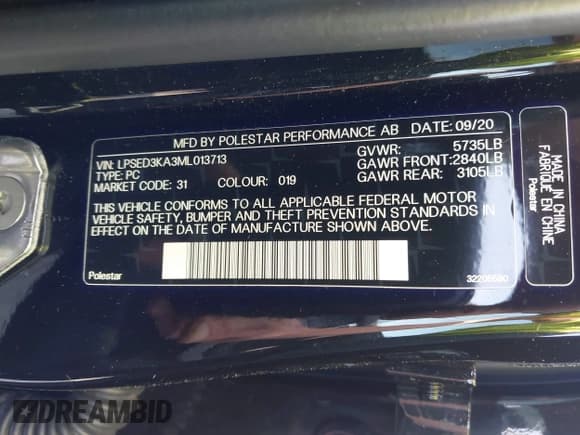 MFD BY POLESTAR PERFORMANCE AB DATE: 09/20
VIN: LPSED3KA3ML013713
TYPE: PC
MARKET CODE: 31 COLOUR: 019
GVWR: 5735LB
GAWR FRONT: 2840LB
GAWR REAR: 3105LB
THIS VEHICLE CONFORMS TO ALL APPLICABLE FEDERAL MOTOR
VEHICLE SAFETY, BUMPER AND THEFT PREVENTION STANDARDS IN
EFFECT ON THE DATE OF MANUFACTURE SHOWN ABOVE.
Polestar
MADE IN CHINA
FABRIQUÉ EN CHINE
Polestar
DREAMBID